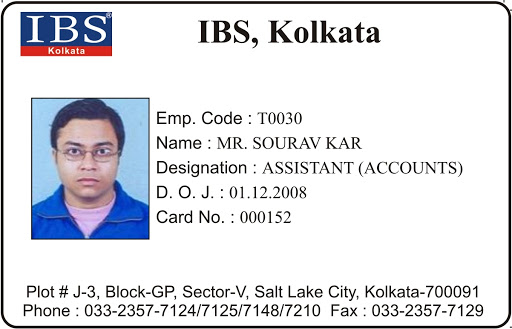 IBS®
Kolkata
IBS, Kolkata
Emp. Code : T0030
Name : MR. SOURAV KAR
Designation : ASSISTANT (ACCOUNTS)
D. O. J. : 01.12.2008
Card No. : 000152
Plot # J-3, Block-GP, Sector-V, Salt Lake City, Kolkata-700091
Phone : 033-2357-7124/7125/7148/7210 Fax : 033-2357-7129